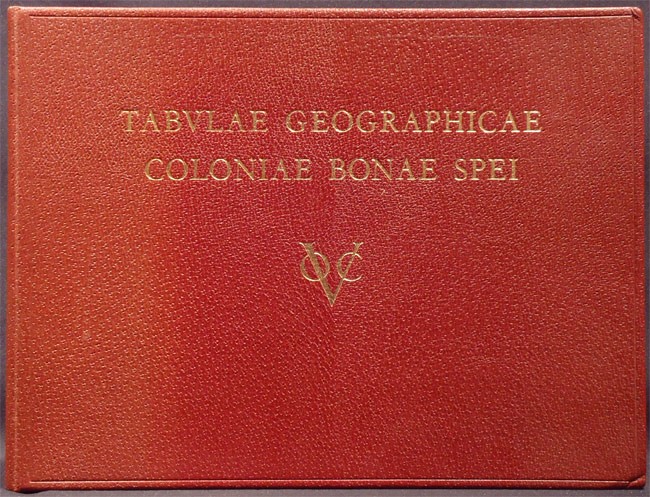 TABVLAE GEOGRAPHICAE
COLONIAE BONAE SPEI
VOC